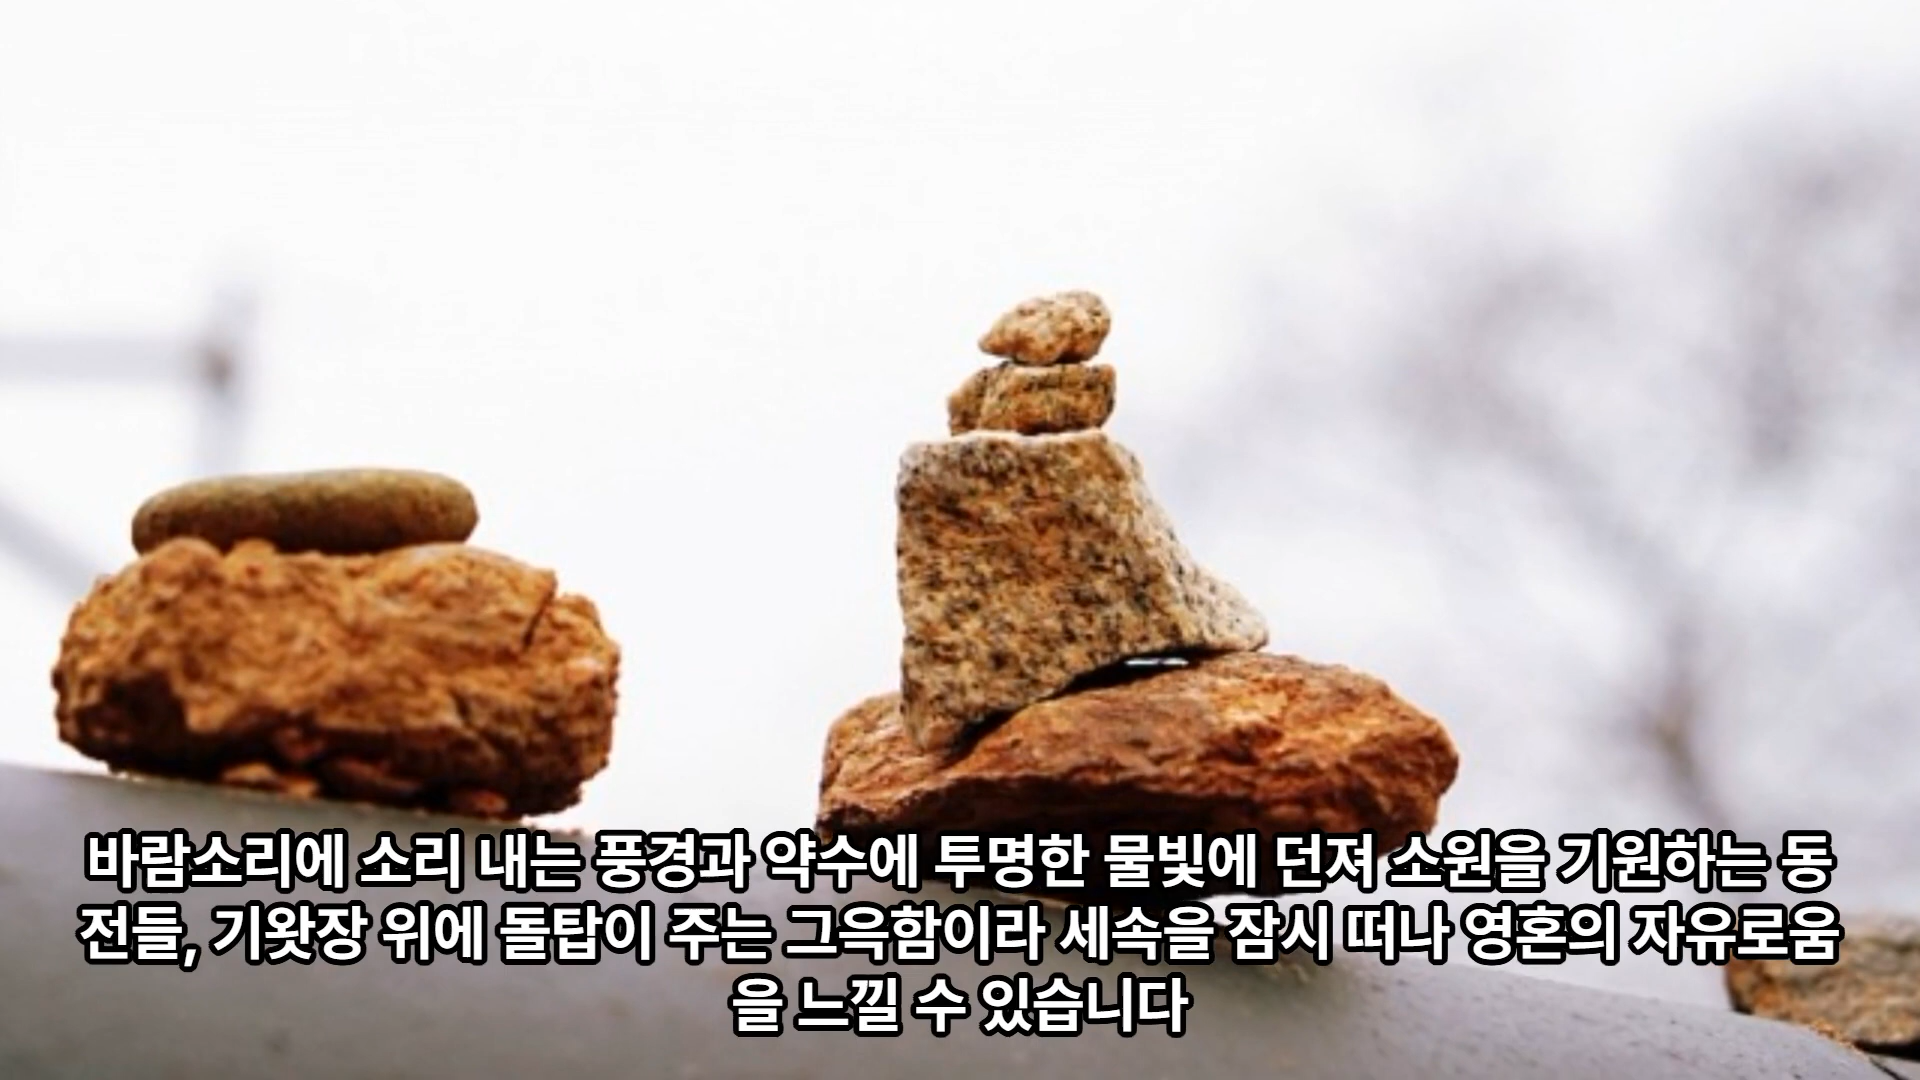 바람소리에 소리 내는 풍경과 약수에 투명한 물빛에 던져 소원을 기원하는 동
전들, 기왓장 위에 돌탑이 주는 그윽함이라 세속을 잠시 떠나 영혼의 자유로움
을 느낄 수 있습니다